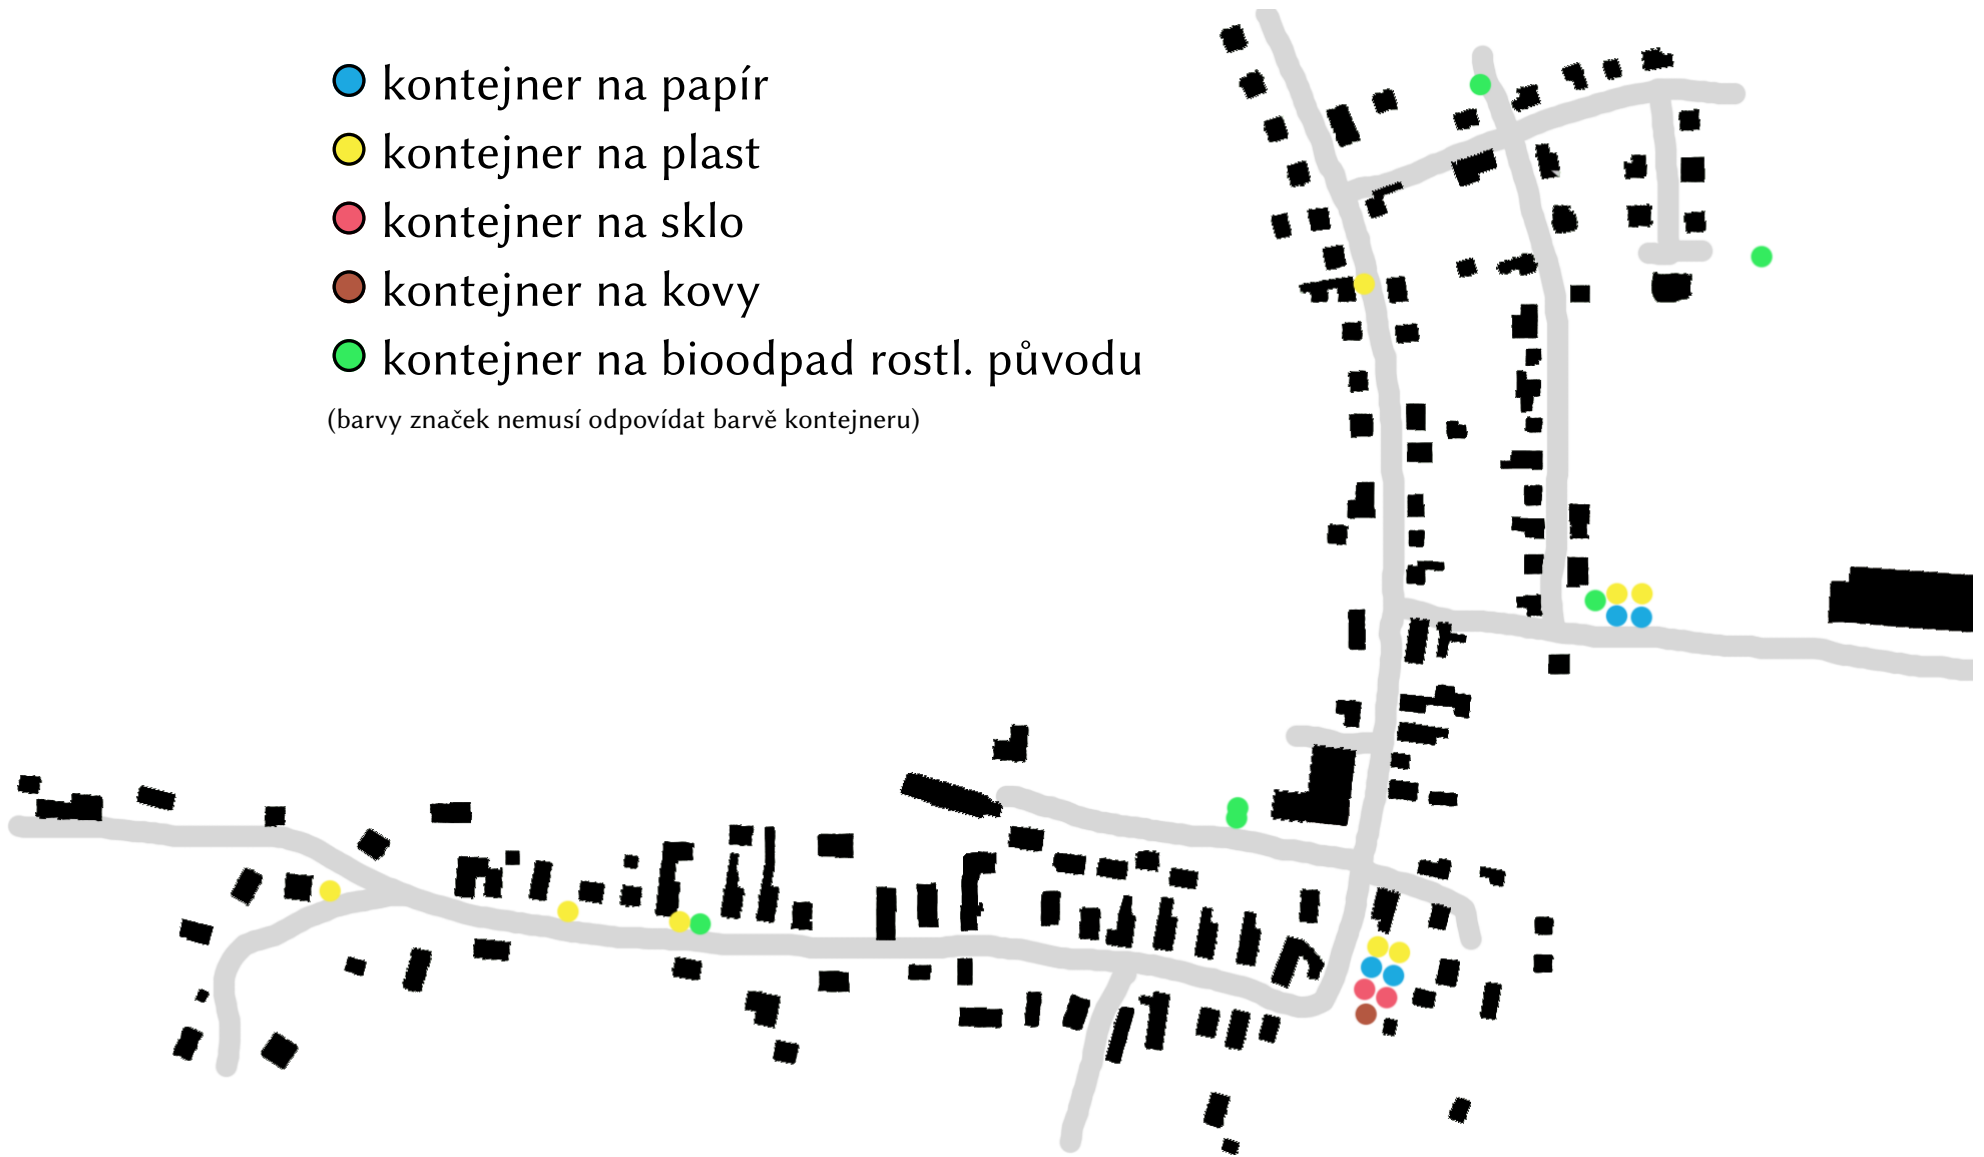 kontejner na papír
kontejner na plast
kontejner na sklo
kontejner na kovy
kontejner na bioodpad rostl. původu
(barvy značek nemusí odpovídat barvě kontejneru)